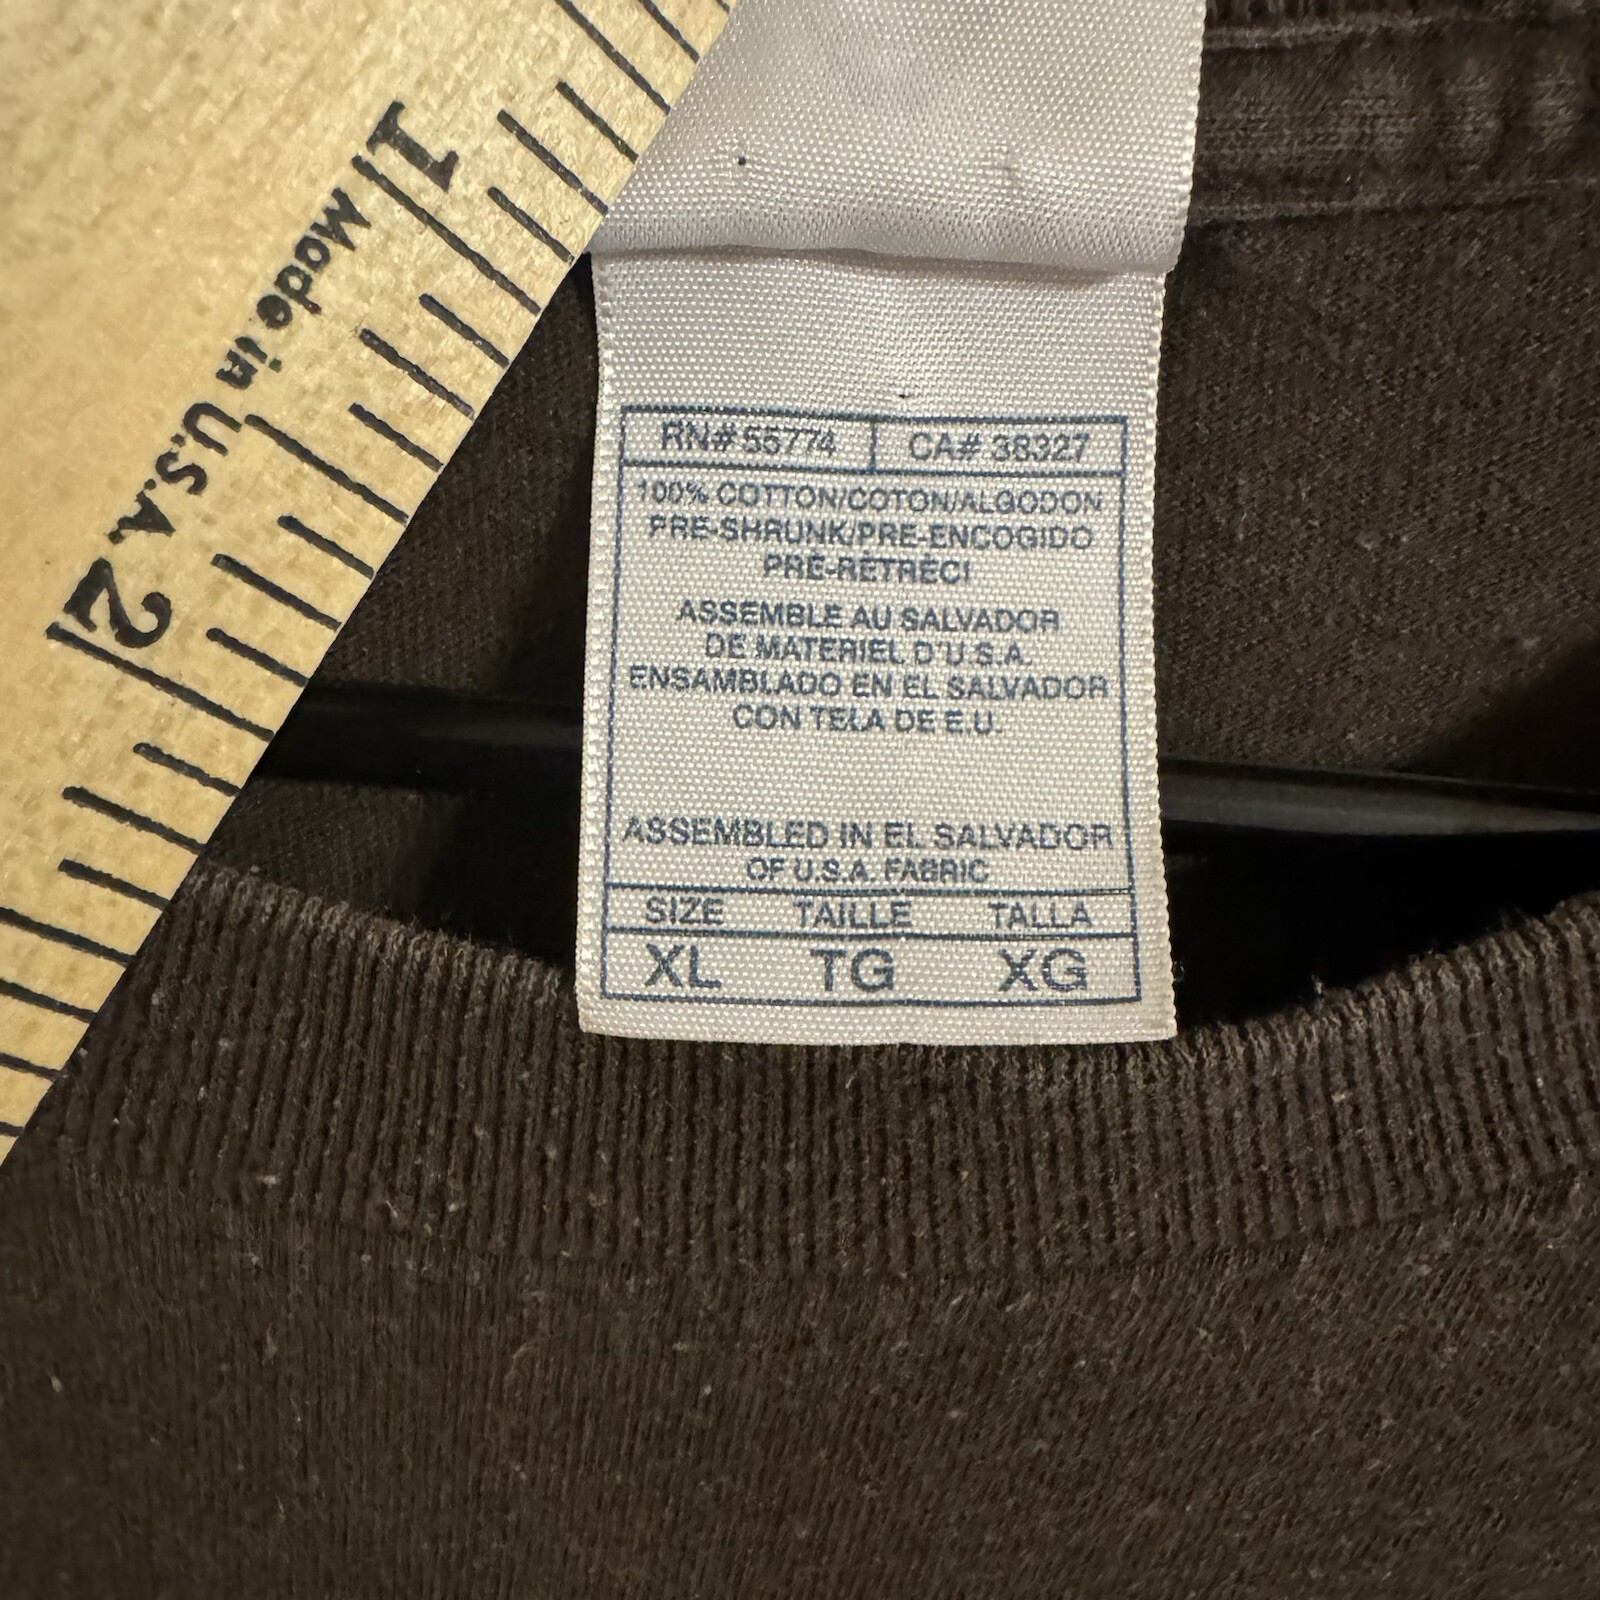 1
Made in U.S.A.
2
RN# 55774 CA# 38327
100% COTTON/COTON/ALGODON
PRE-SHRUNK/PRE-ENCOGIDO
PRÉ-RÉTRÉCI
ASSEMBLE AU SALVADOR
DE MATERIEL D'U.S.A.
ENSAMBLADO EN EL SALVADOR
CON TELA DE E.U.
ASSEMBLED IN EL SALVADOR
OF U.S.A. FABRIC
SIZE TAILLE TALLA
XL TG XG